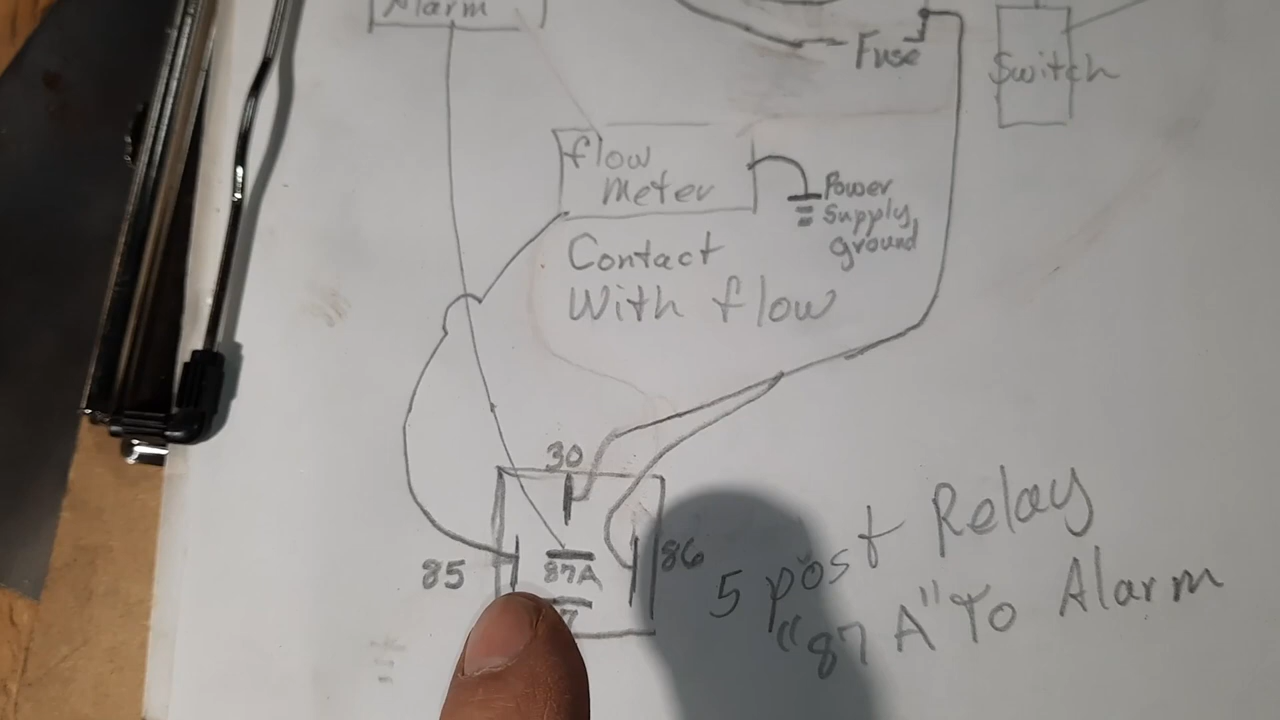 Alarm
Fuse
Switch
flow
meter
Power
Supply
ground
Contact
With flow
30
85
87A
86
7
5 post Relay
"87 A" To Alarm